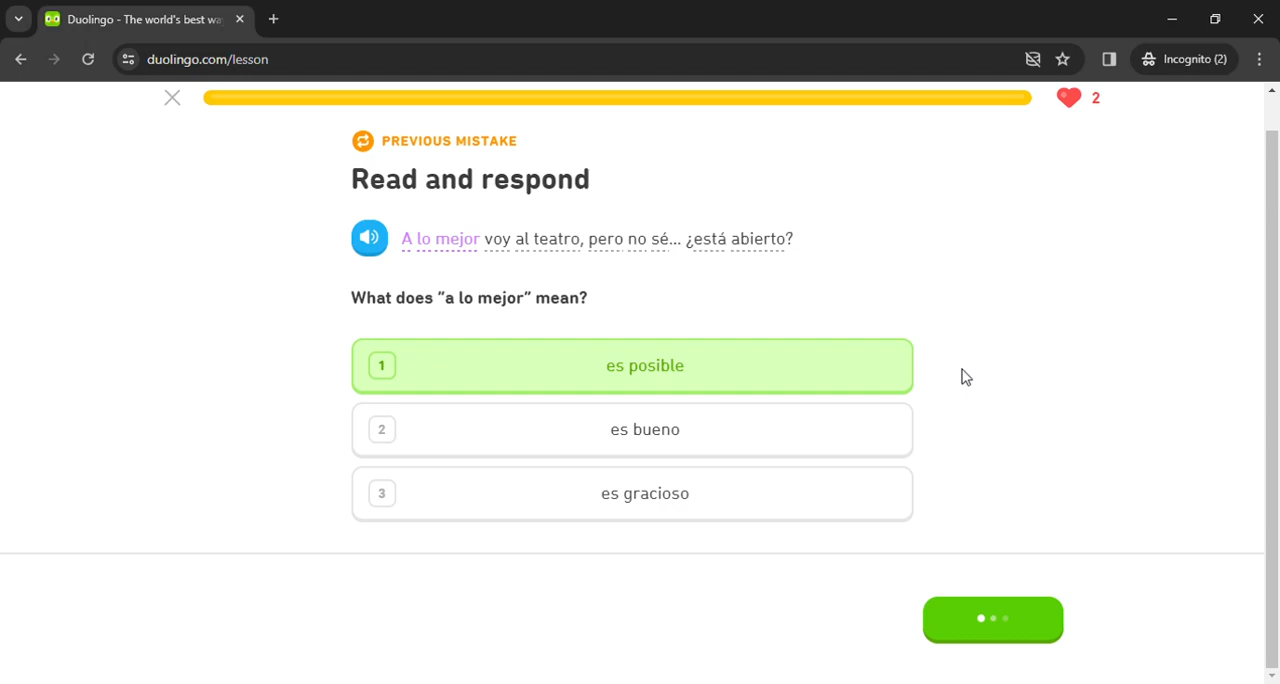 Duolingo - The world's best wa
duolingo.com/lesson
Incognito (2)
2
PREVIOUS MISTAKE
Read and respond
A lo mejor voy al teatro, pero no sé... ¿está abierto?
What does "a lo mejor" mean?
1 es posible
2 es bueno
3 es gracioso